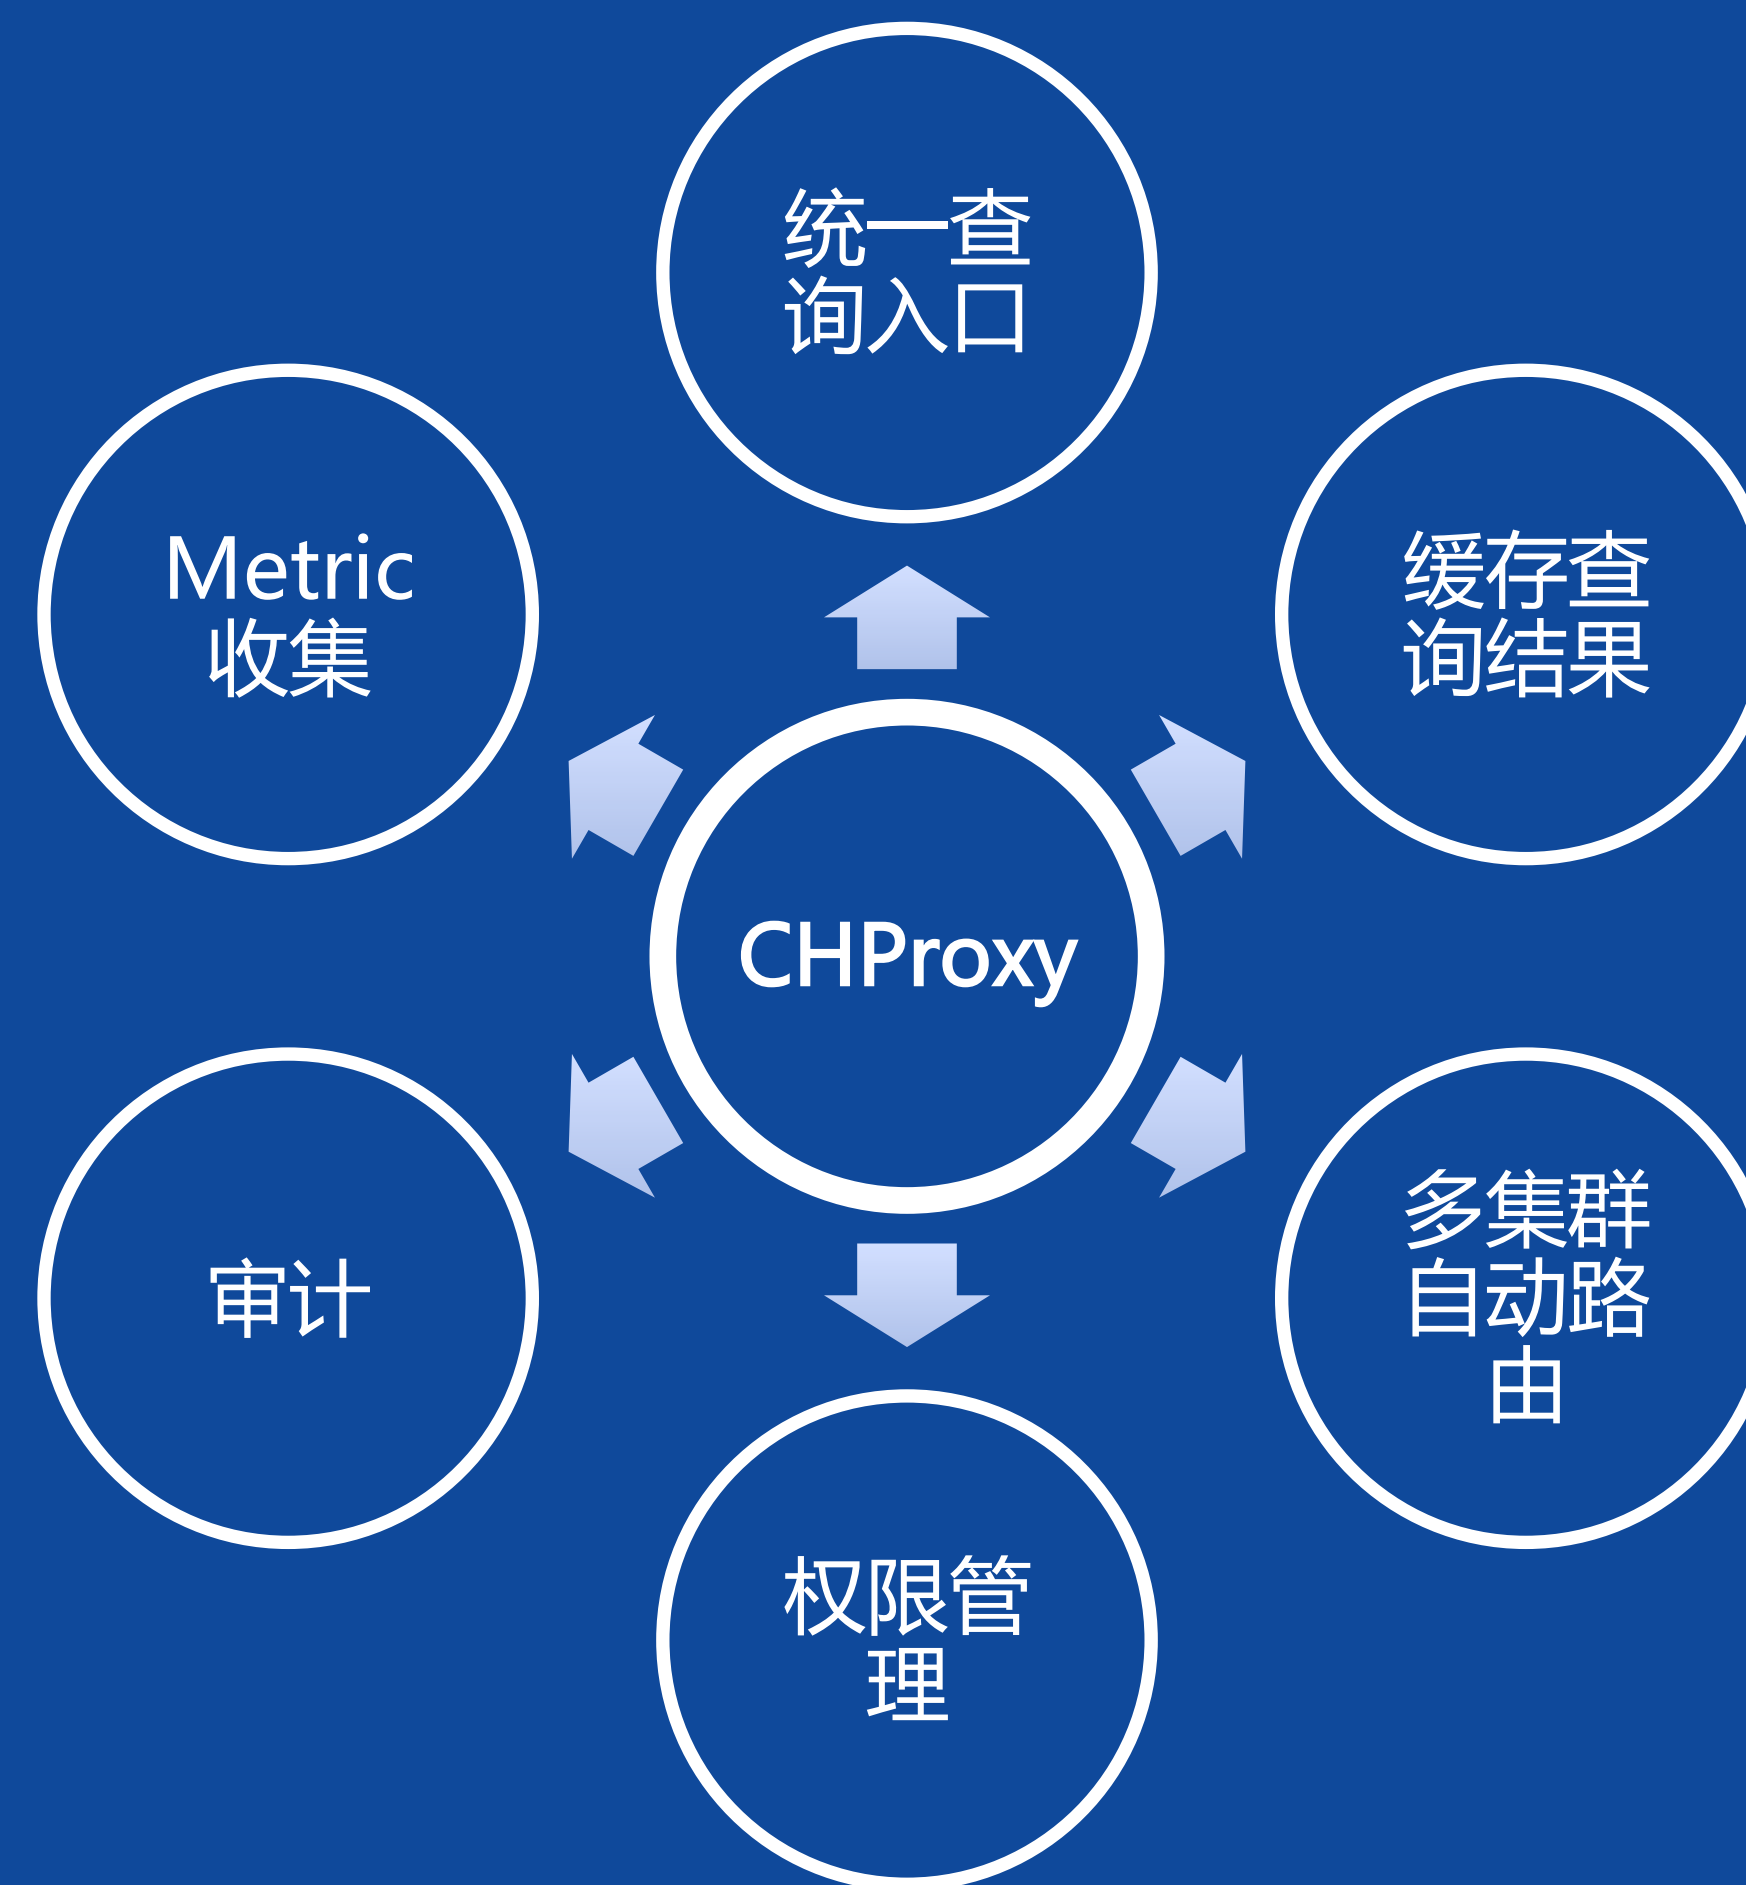 统一查
询入口
Metric
收集
缓存查
询结果
CHProxy
审计
多集群
自动路
由
权限管
理